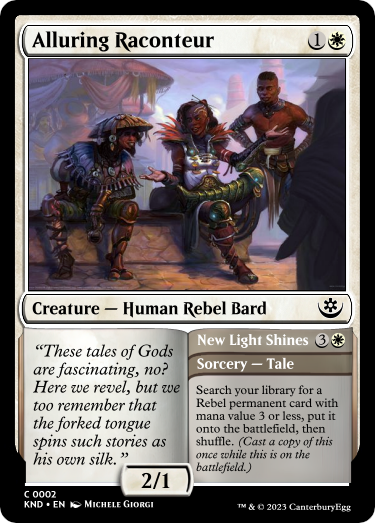 Alluring Raconteur 1
Creature — Human Rebel Bard
“These tales of Gods
are fascinating, no?
Here we revel, but we
too remember that
the forked tongue
spins such stories as
his own silk.”
New Light Shines 3
Sorcery — Tale
Search your library for a
Rebel permanent card with
mana value 3 or less, put it
onto the battlefield, then
shuffle. (Cast a copy of this
once while this is on the
battlefield.)
2/1
C 0002
KND • EN Michele Giorgi
™ & © 2023 CanterburyEgg